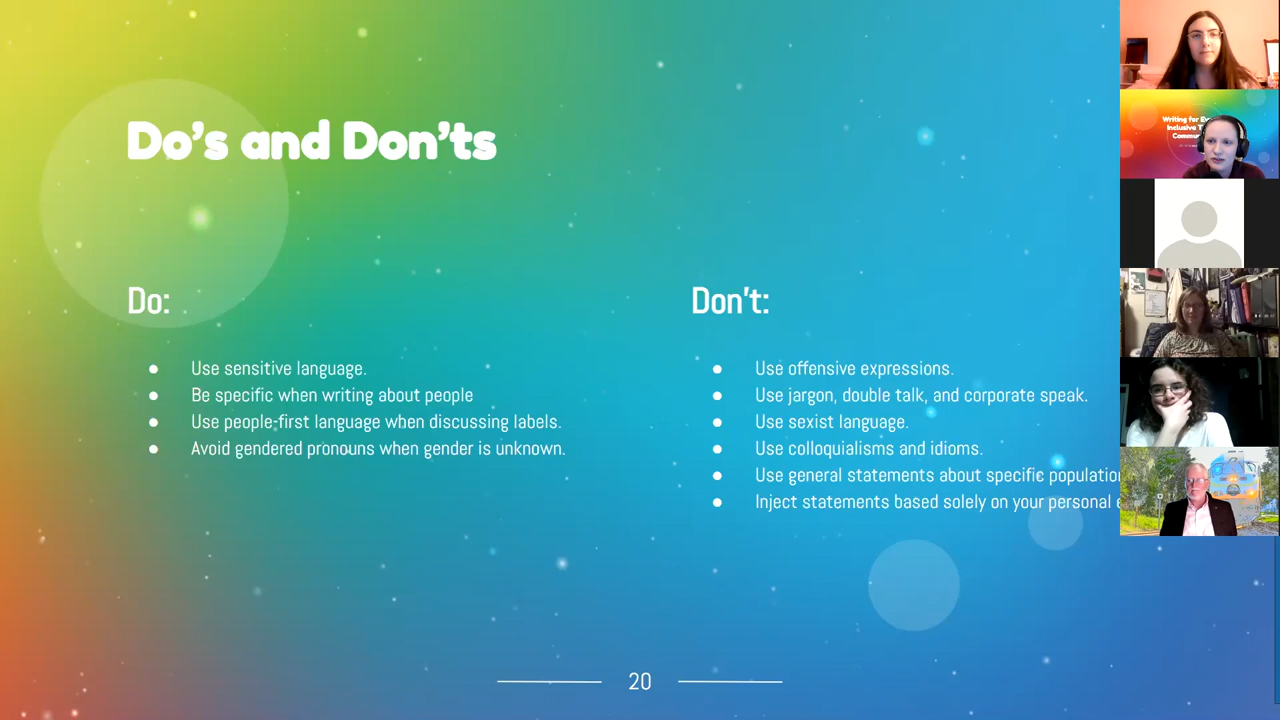 Do's and Don'ts
Do:
● Use sensitive language.
● Be specific when writing about people
● Use people-first language when discussing labels.
● Avoid gendered pronouns when gender is unknown.
Don't:
● Use offensive expressions.
● Use jargon, double talk, and corporate speak.
● Use sexist language.
● Use colloquialisms and idioms.
● Use general statements about specific
● Inject statements based solely on your personal
20
Writing for
Inclusive